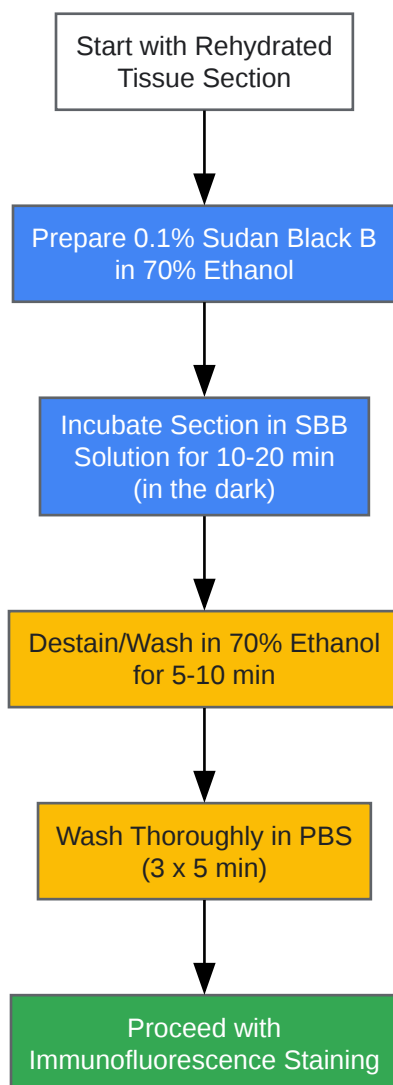 Start with Rehydrated
Tissue Section
Prepare 0.1% Sudan Black B
in 70% Ethanol
Incubate Section in SBB
Solution for 10-20 min
(in the dark)
Destain/Wash in 70% Ethanol
for 5-10 min
Wash Thoroughly in PBS
(3 x 5 min)
Proceed with
Immunofluorescence Staining